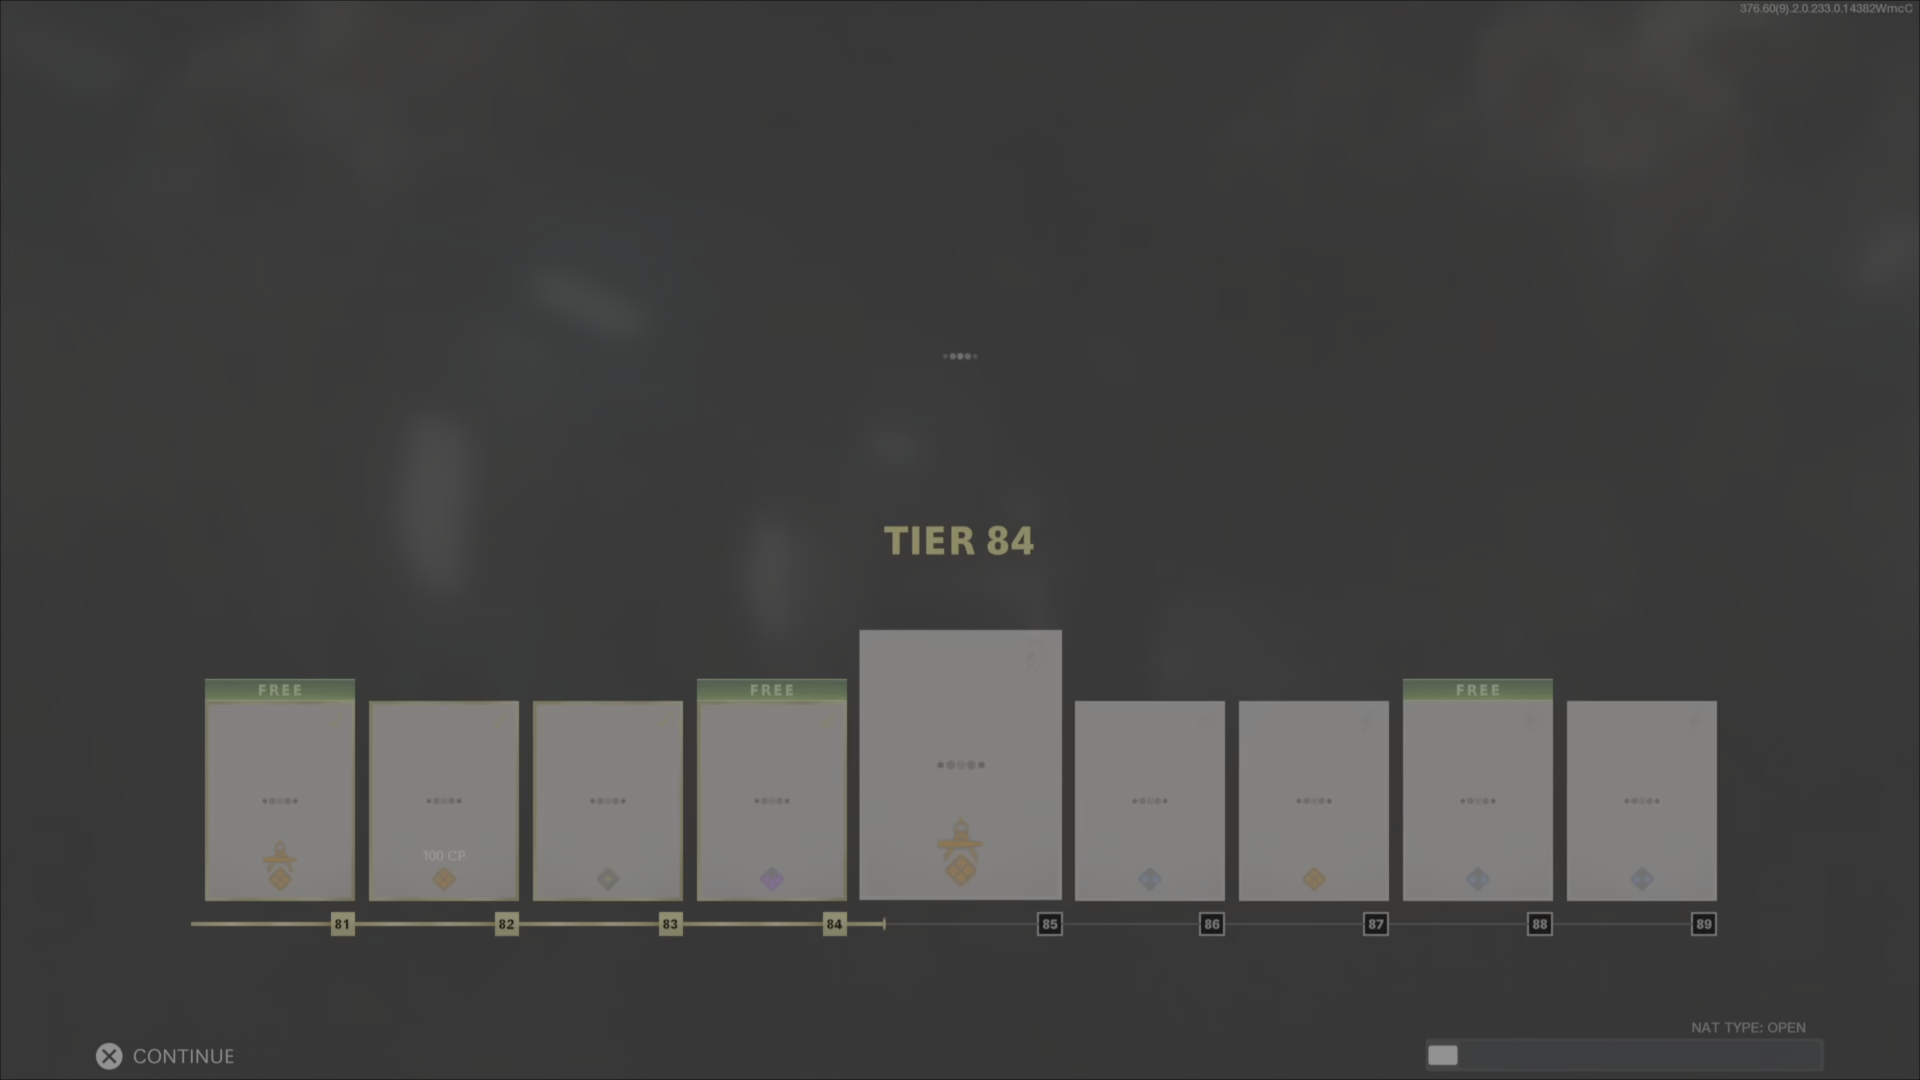 376.60(9).2.0.233.0.14382WmcC
TIER 84
FREE
FREE
FREE
100 CP
81
82
83
84
85
86
87
88
89
NAT TYPE: OPEN
CONTINUE